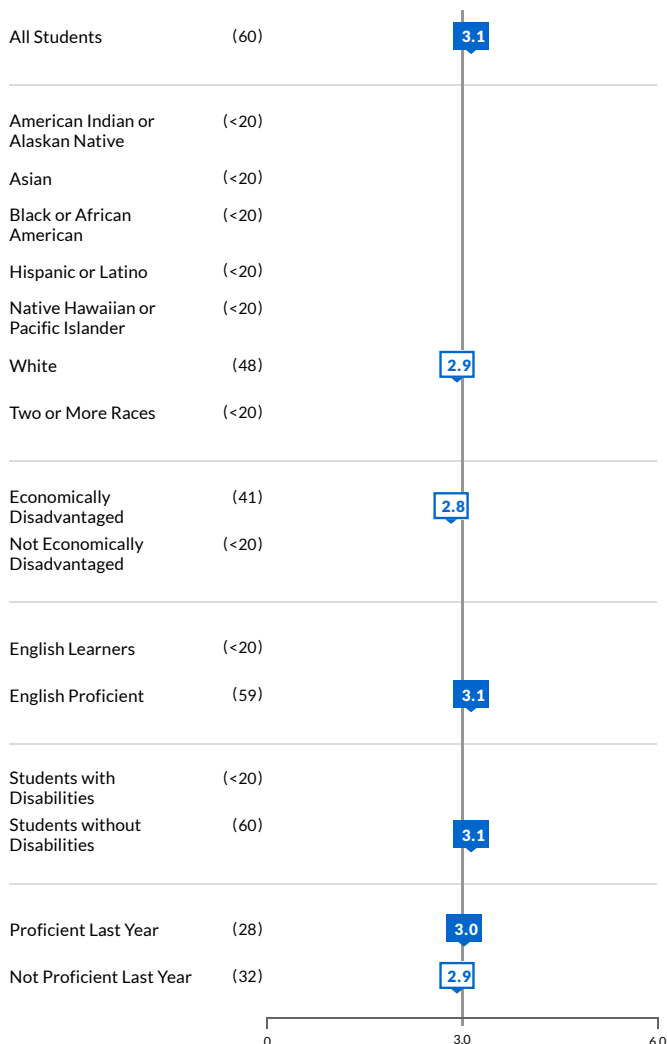 All Students (60) 3.1
American Indian or (<20)
Alaskan Native
Asian (<20)
Black or African (<20)
American
Hispanic or Latino (<20)
Native Hawaiian or (<20)
Pacific Islander
White (48) 2.9
Two or More Races (<20)
Economically (41) 2.8
Disadvantaged
Not Economically (<20)
Disadvantaged
English Learners (<20)
English Proficient (59) 3.1
Students with (<20)
Disabilities
Students without (60) 3.1
Disabilities
Proficient Last Year (28) 3.0
Not Proficient Last Year (32) 2.9
0 3.0 6.0